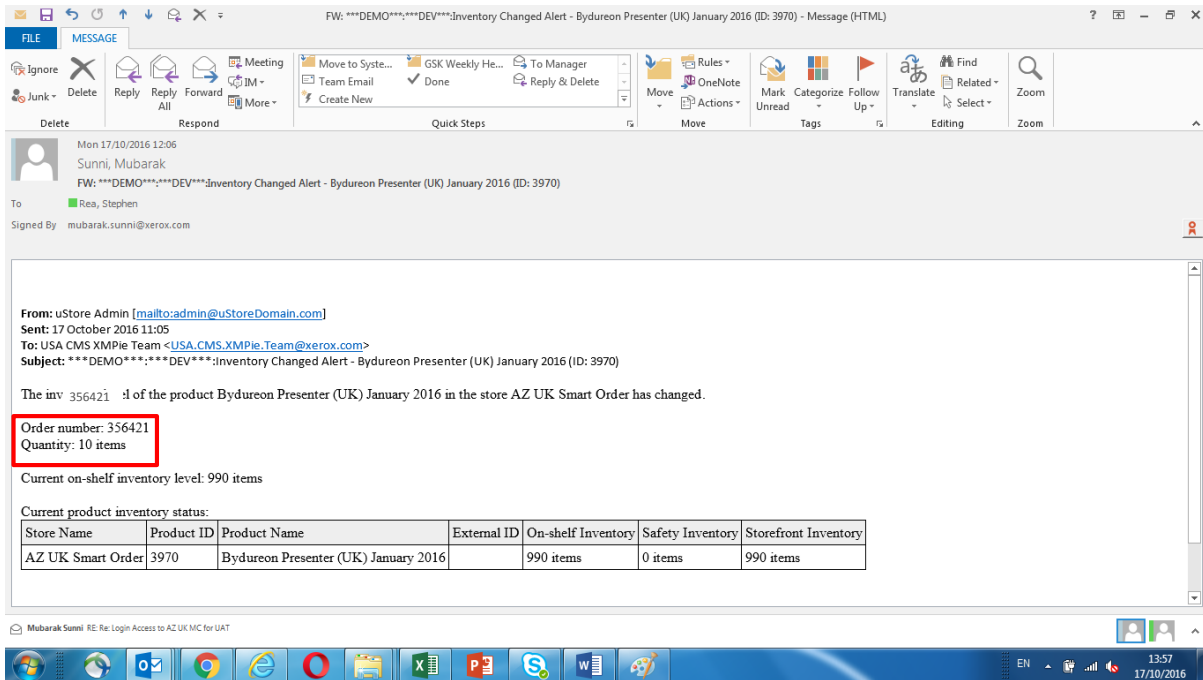 FW: ***DEMO***:***DEV***:Inventory Changed Alert - Bydureon Presenter (UK) January 2016 (ID: 3970) - Message (HTML)
FILE MESSAGE
Ignore
Junk
Delete
Reply
Reply All
Forward
Meeting
IM
More
Move to Syste...
Team Email
Create New
GSK Weekly He...
Done
To Manager
Reply & Delete
Move
Rules
OneNote
Actions
Mark Unread
Categorize
Follow Up
Translate
Find
Related
Select
Zoom
Delete Respond Quick Steps Move Tags Editing Zoom
Mon 17/10/2016 12:06
Sunni, Mubarak
FW: ***DEMO***:***DEV***:Inventory Changed Alert - Bydureon Presenter (UK) January 2016 (ID: 3970)
To Rea, Stephen
Signed By mubarak.sunni@xerox.com
From: uStore Admin [mailto:admin@uStoreDomain.com]
Sent: 17 October 2016 11:05
To: USA CMS XMPie Team <USA.CMS.XMPie.Team@xerox.com>
Subject: ***DEMO***:***DEV***:Inventory Changed Alert - Bydureon Presenter (UK) January 2016 (ID: 3970)
The inv 356421 el of the product Bydureon Presenter (UK) January 2016 in the store AZ UK Smart Order has changed.
Order number: 356421
Quantity: 10 items
Current on-shelf inventory level: 990 items
Current product inventory status:
Store Name Product ID Product Name External ID On-shelf Inventory Safety Inventory Storefront Inventory
AZ UK Smart Order 3970 Bydureon Presenter (UK) January 2016 990 items 0 items 990 items
Mubarak Sunni RE: Re: Login Access to AZ UK MC for UAT
EN 13:57
17/10/2016